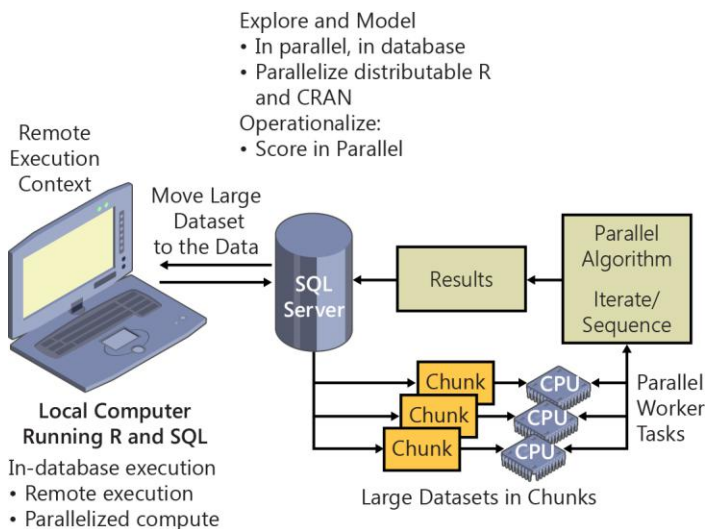 Explore and Model
• In parallel, in database
• Parallelize distributable R
and CRAN
Operationalize:
• Score in Parallel
Remote
Execution
Context
Move Large
Dataset
to the Data
SQL
Server
Results
Parallel
Algorithm
Iterate/
Sequence
Chunk
CPU
Chunk
CPU
Chunk
CPU
Parallel
Worker
Tasks
Large Datasets in Chunks
Local Computer
Running R and SQL
In-database execution
• Remote execution
• Parallelized compute